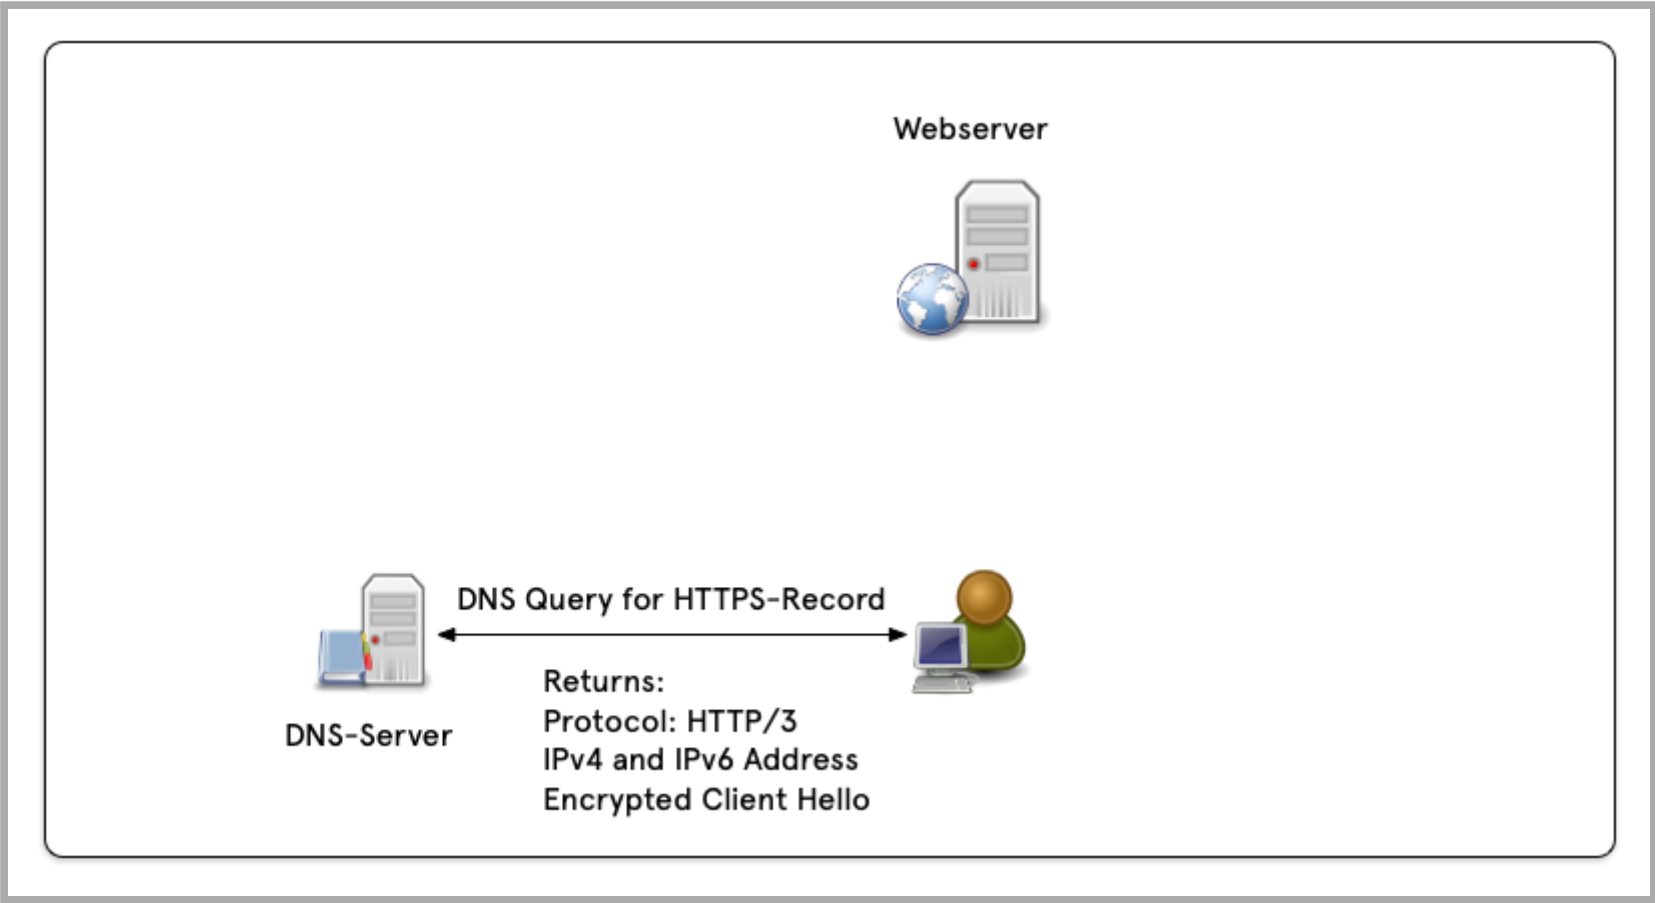 Webserver
DNS Query for HTTPS-Record
Returns:
Protocol: HTTP/3
IPv4 and IPv6 Address
Encrypted Client Hello
DNS-Server